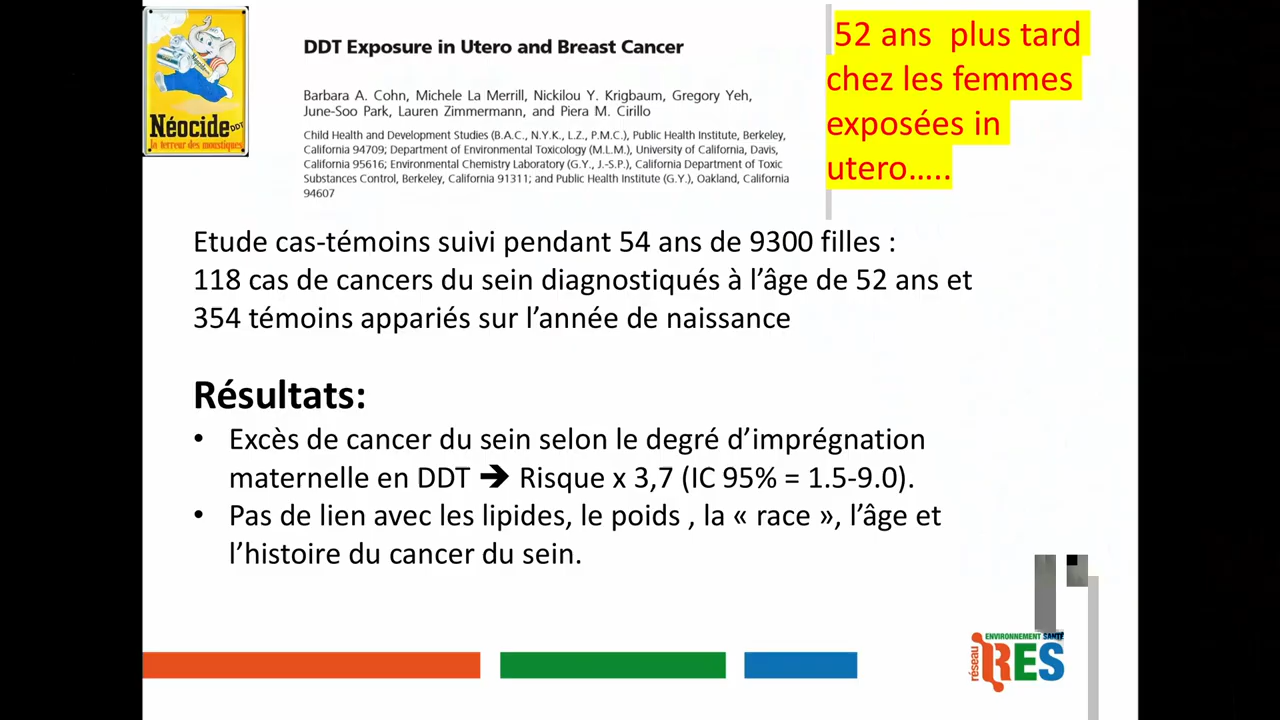 Néocide DDT
la terreur des moustiques
DDT Exposure in Utero and Breast Cancer
Barbara A. Cohn, Michele La Merrill, Nickilou Y. Krigbaum, Gregory Yeh,
June-Soo Park, Lauren Zimmermann, and Piera M. Cirillo
Child Health and Development Studies (B.A.C., N.Y.K., L.Z., P.M.C.), Public Health Institute, Berkeley,
California 94709; Department of Environmental Toxicology (M.L.M.), University of California, Davis,
California 95616; Environmental Chemistry Laboratory (G.Y., J.-S.P.), California Department of Toxic
Substances Control, Berkeley, California 91311; and Public Health Institute (G.Y.), Oakland, California
94607
52 ans plus tard
chez les femmes
exposées in
utero.....
Etude cas-témoins suivi pendant 54 ans de 9300 filles :
118 cas de cancers du sein diagnostiqués à l’âge de 52 ans et
354 témoins appariés sur l’année de naissance
Résultats:
• Excès de cancer du sein selon le degré d’imprégnation
maternelle en DDT ➔ Risque x 3,7 (IC 95% = 1.5-9.0).
• Pas de lien avec les lipides, le poids , la « race », l’âge et
l’histoire du cancer du sein.
ENVIRONNEMENT SANTÉ
réseau
RES